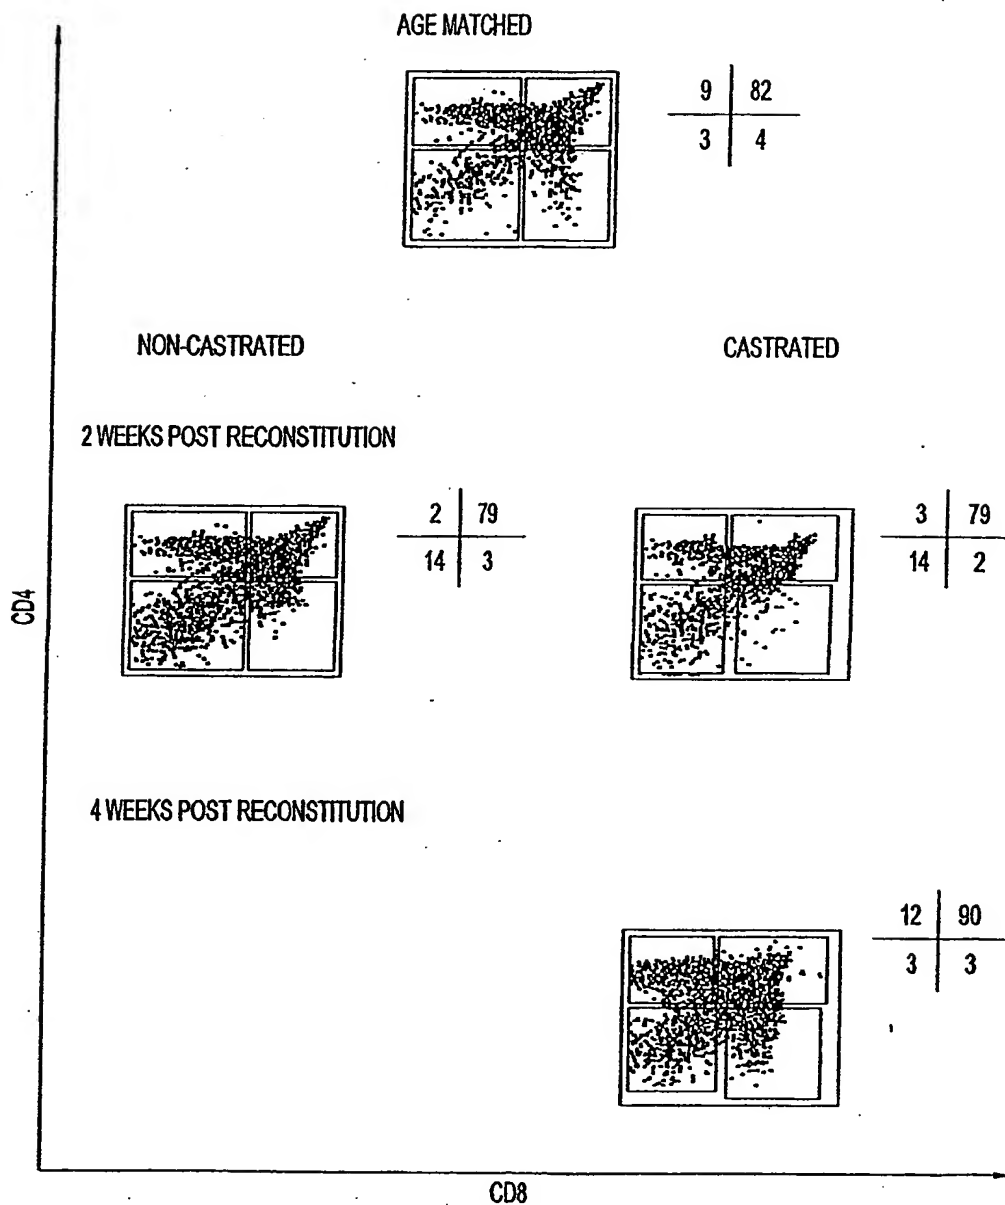 AGE MATCHED
9 82
3 4
NON-CASTRATED
CASTRATED
2 WEEKS POST RECONSTITUTION
2 79
14 3
3 79
14 2
CD4
4 WEEKS POST RECONSTITUTION
12 90
3 3
CD8